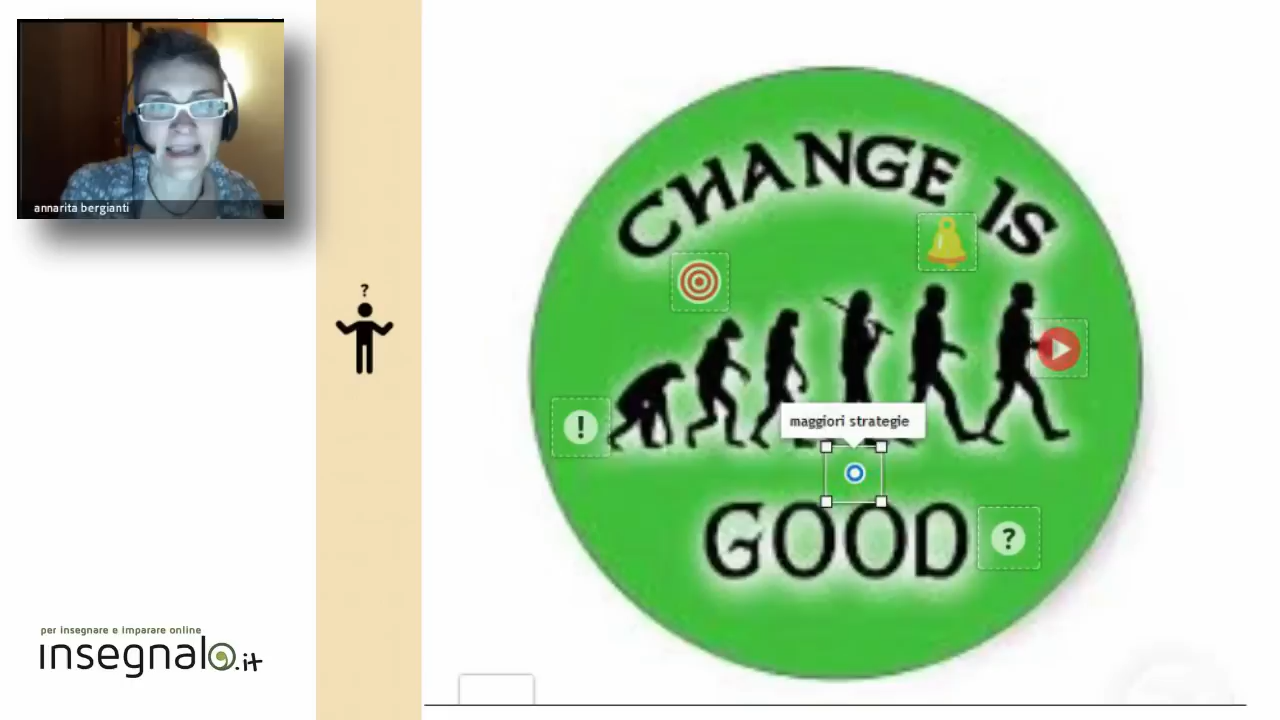 annarita bergianti
?
CHANGE IS
!
maggiori strategie
GOOD
?
per insegnare e imparare online
insegnalo.it